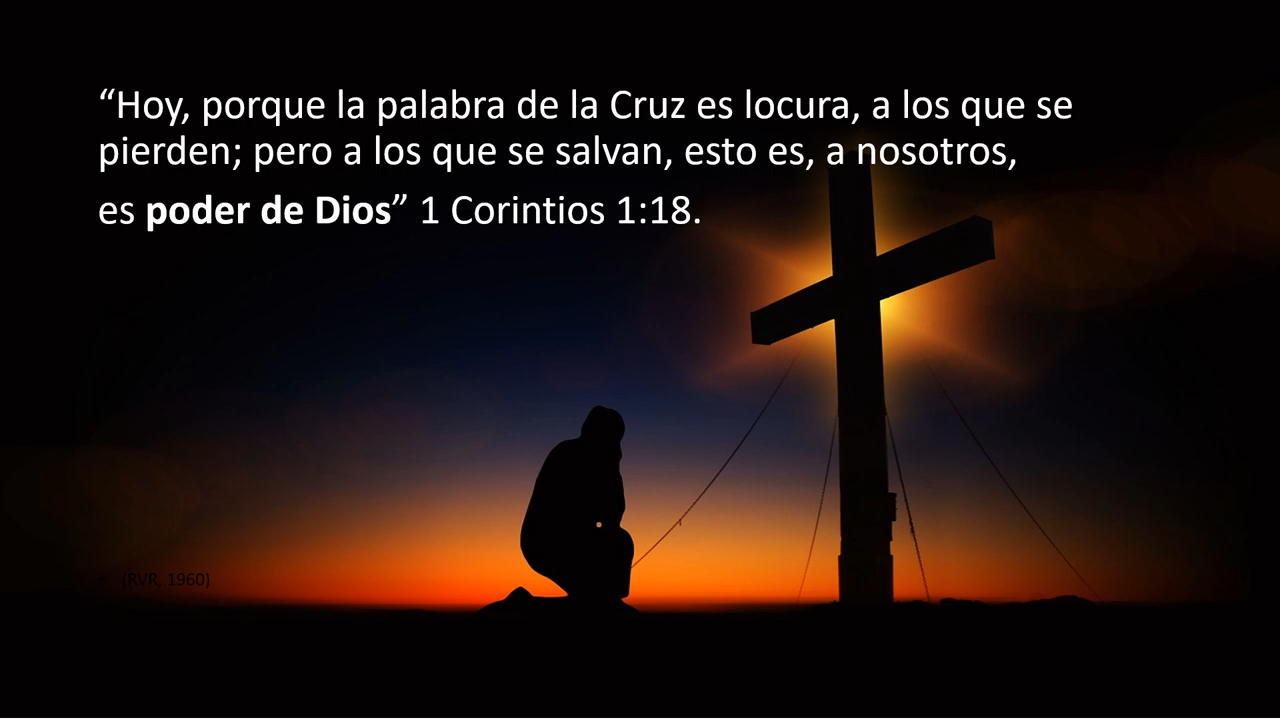 “Hoy, porque la palabra de la Cruz es locura, a los que se
pierden; pero a los que se salvan, esto es, a nosotros,
es poder de Dios” 1 Corintios 1:18.
• (RVR, 1960)